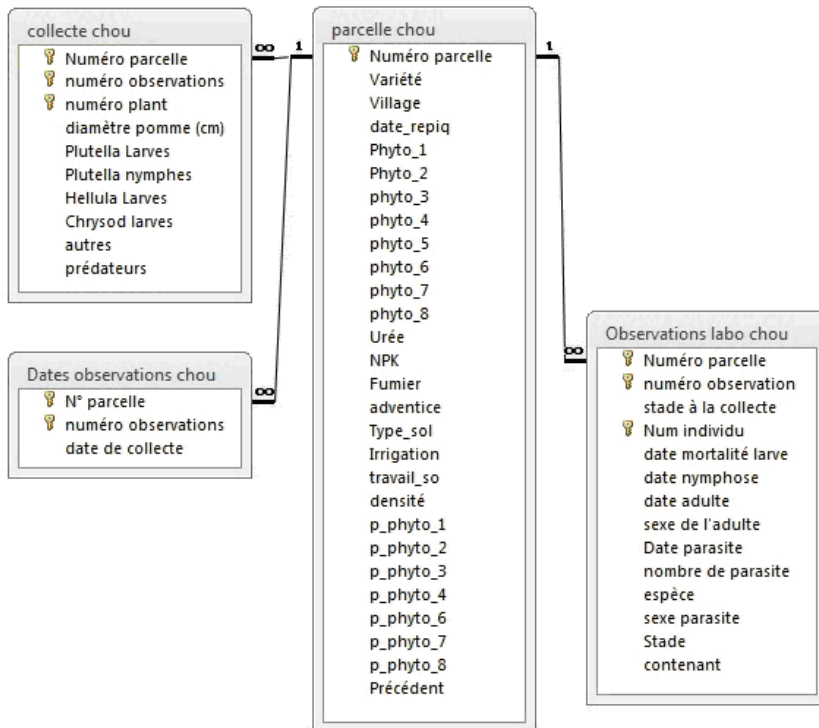 collecte chou
Numéro parcelle
numéro observations
numéro plant
diamètre pomme (cm)
Plutella Larves
Plutella nymphes
Hellula Larves
Chrysod larves
autres
prédateurs
∞
1
parcelle chou
Numéro parcelle
Variété
Village
date_repiq
Phyto_1
Phyto_2
phyto_3
phyto_4
phyto_5
phyto_6
phyto_7
phyto_8
Urée
NPK
Fumier
adventice
Type_sol
Irrigation
travail_so
densité
p_phyto_1
p_phyto_2
p_phyto_3
p_phyto_4
p_phyto_6
p_phyto_7
p_phyto_8
Précédent
1
∞
Dates observations chou
N° parcelle
numéro observations
date de collecte
∞
Observations labo chou
Numéro parcelle
numéro observation
stade à la collecte
Num individu
date mortalité larve
date nymphose
date adulte
sexe de l'adulte
Date parasite
nombre de parasite
espèce
sexe parasite
Stade
contenant